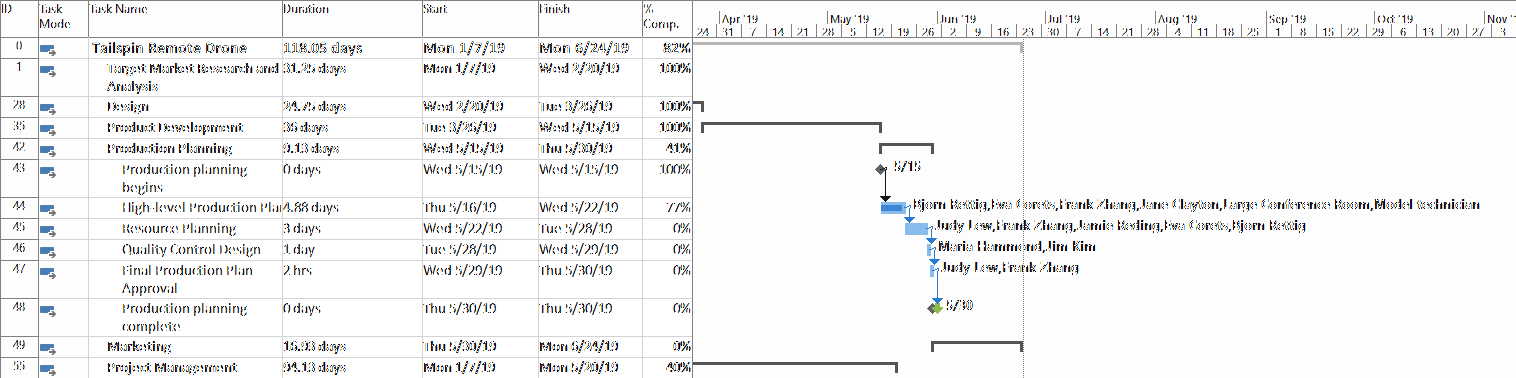 ID Task Mode Task Name Duration Start Finish % Comp. Apr '19 May '19 Jun '19 Jul '19 Aug '19 Sep '19 Oct '19 Nov '19
24 31 7 14 21 28 5 12 19 26 2 9 16 23 30 7 14 21 28 4 11 18 25 1 8 15 22 29 6 13 20 27 3
0 Tailspin Remote Drone 118.05 days Mon 1/7/19 Mon 6/24/19 82%
1 Target Market Research and Analysis 31.25 days Mon 1/7/19 Wed 2/20/19 100%
28 Design 24.75 days Wed 2/20/19 Tue 3/26/19 100%
35 Product Development 36 days Tue 3/26/19 Wed 5/15/19 100%
42 Production Planning 9.13 days Wed 5/15/19 Thu 5/30/19 41%
43 Production planning begins 0 days Wed 5/15/19 Wed 5/15/19 100% 5/15
44 High-level Production Plan 4.88 days Thu 5/16/19 Wed 5/22/19 77% Bjorn Rettig,Eva Corets,Frank Zhang,Jane Clayton,Large Conference Room,Model technician
45 Resource Planning 3 days Wed 5/22/19 Tue 5/28/19 0% Judy Lew,Frank Zhang,Jamie Reding,Eva Corets,Bjorn Rettig
46 Quality Control Design 1 day Tue 5/28/19 Wed 5/29/19 0% Maria Hammond,Jim Kim
47 Final Production Plan Approval 2 hrs Wed 5/29/19 Thu 5/30/19 0% Judy Lew,Frank Zhang
48 Production planning complete 0 days Thu 5/30/19 Thu 5/30/19 0% 5/30
49 Marketing 16.93 days Thu 5/30/19 Mon 6/24/19 0%
55 Project Management 94.13 days Mon 1/7/19 Mon 5/20/19 40%